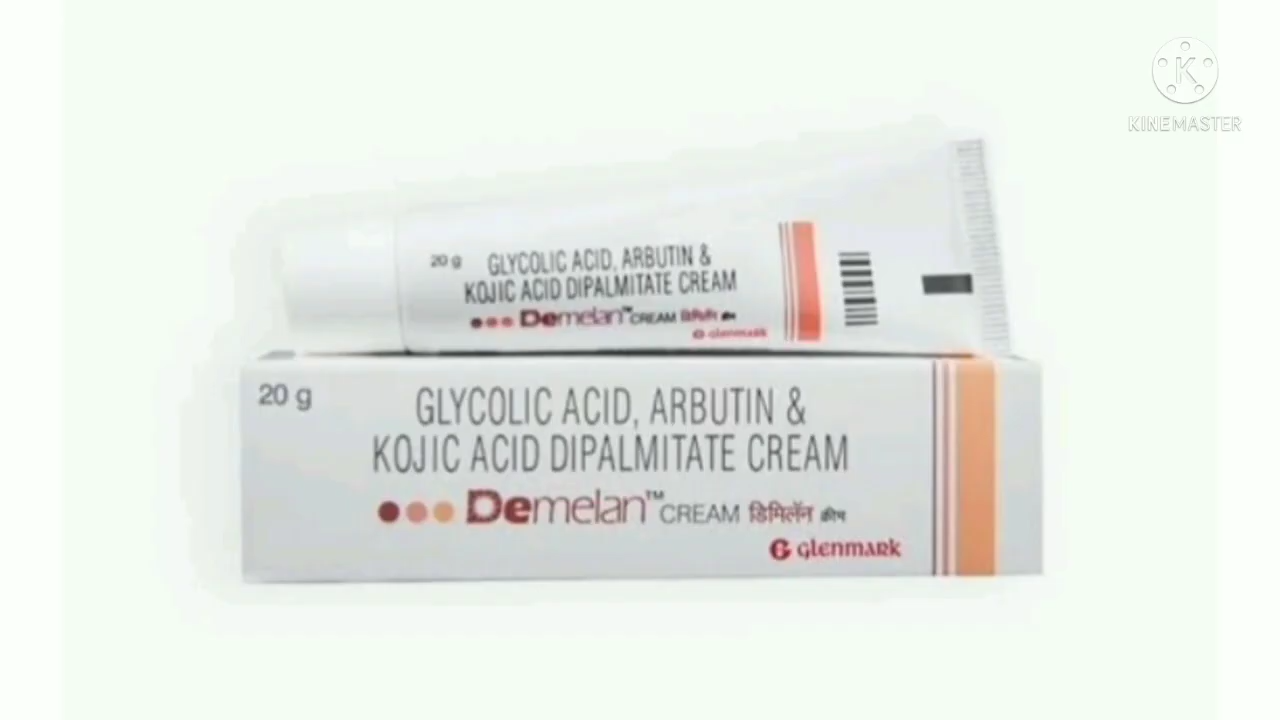 KINEMASTER
20 g
GLYCOLIC ACID, ARBUTIN &
KOJIC ACID DIPALMITATE CREAM
Demelan™ CREAM
glenmark
20 g
GLYCOLIC ACID, ARBUTIN &
KOJIC ACID DIPALMITATE CREAM
Demelan™ CREAM डिमिलॅन क्रीम
glenmark